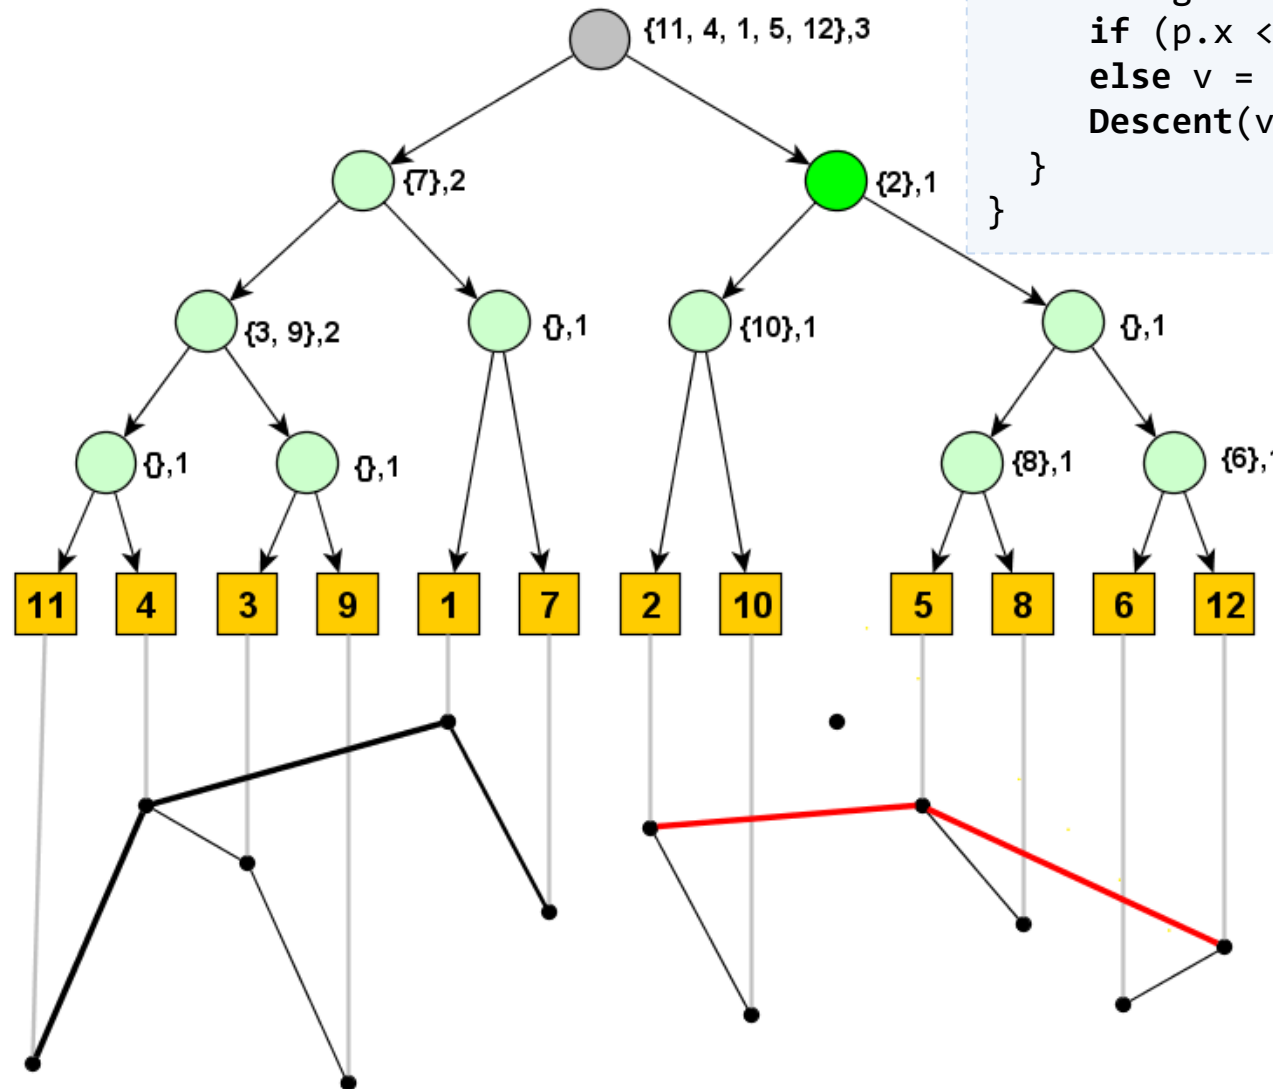 {11, 4, 1, 5, 12},3
if (p.x <
else v =
Descent(v
}
}
{7},2
{2},1
{3, 9},2
{},1
{10},1
{},1
{},1
{},1
{8},1
{6},1
11 4 3 9 1 7 2 10 5 8 6 12